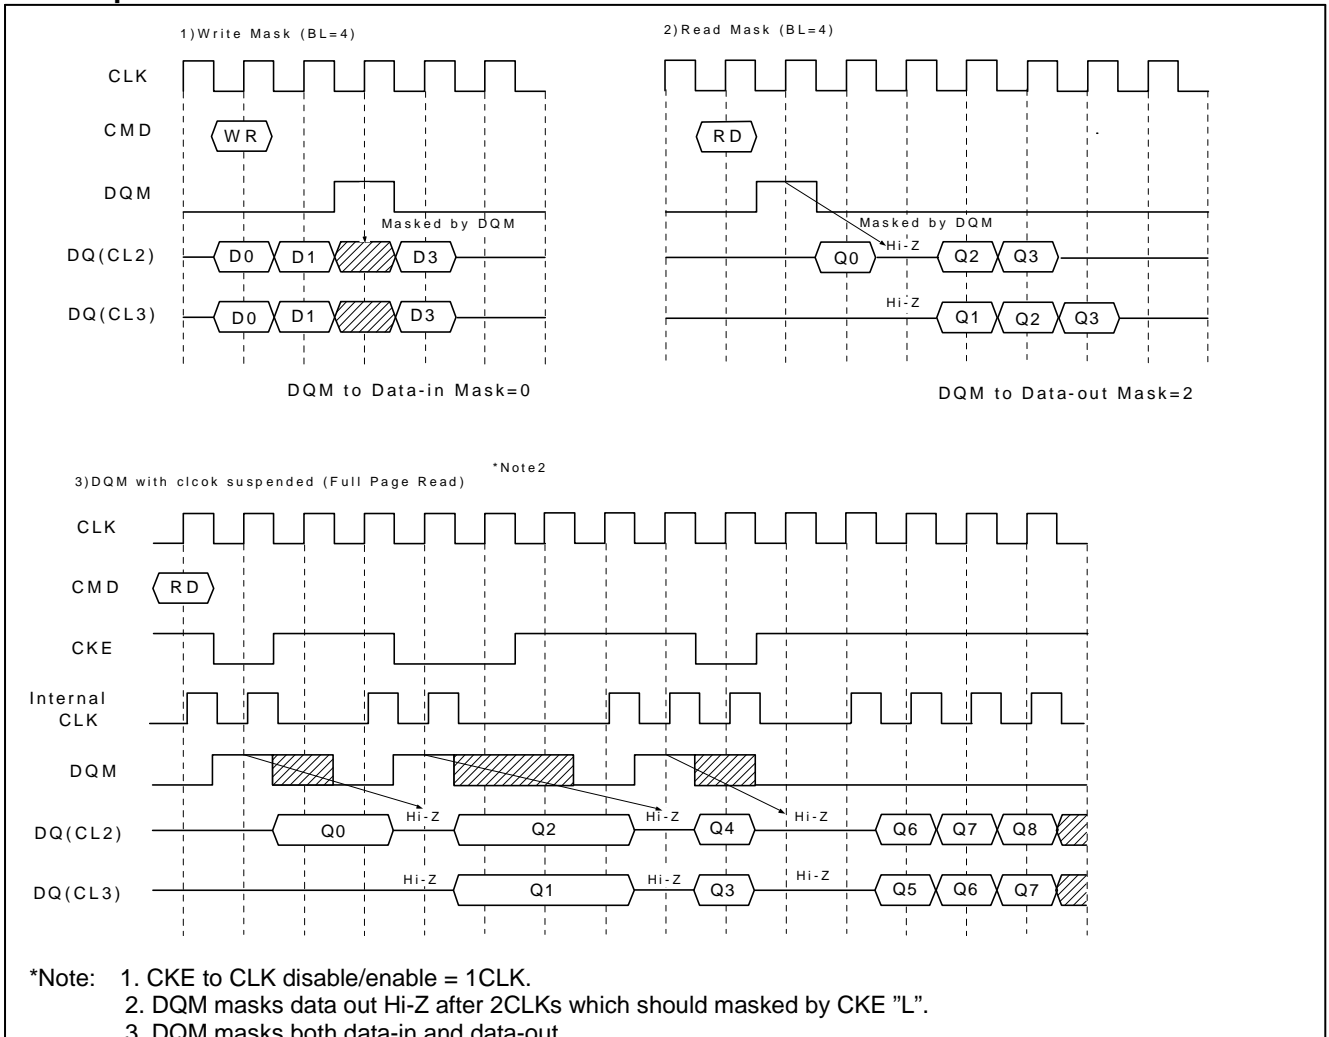 1)Write Mask (BL=4)
2)Read Mask (BL=4)
CLK
CMD
WR
RD
DQM
Masked by DQM
Masked by DQM
DQ(CL2)
D0
D1
D3
Q0
Hi-Z
Q2
Q3
DQ(CL3)
D0
D1
D3
Hi-Z
Q1
Q2
Q3
DQM to Data-in Mask=0
DQM to Data-out Mask=2
*Note2
3)DQM with clcok suspended (Full Page Read)
CLK
CMD
RD
CKE
Internal
CLK
DQM
Hi-Z
Hi-Z
Hi-Z
DQ(CL2)
Q0
Q2
Q4
Q6
Q7
Q8
Hi-Z
Hi-Z
Hi-Z
DQ(CL3)
Q1
Q3
Q5
Q6
Q7
*Note: 1. CKE to CLK disable/enable = 1CLK.
2. DQM masks data out Hi-Z after 2CLKs which should masked by CKE ”L”.
3. DQM masks both data-in and data-out